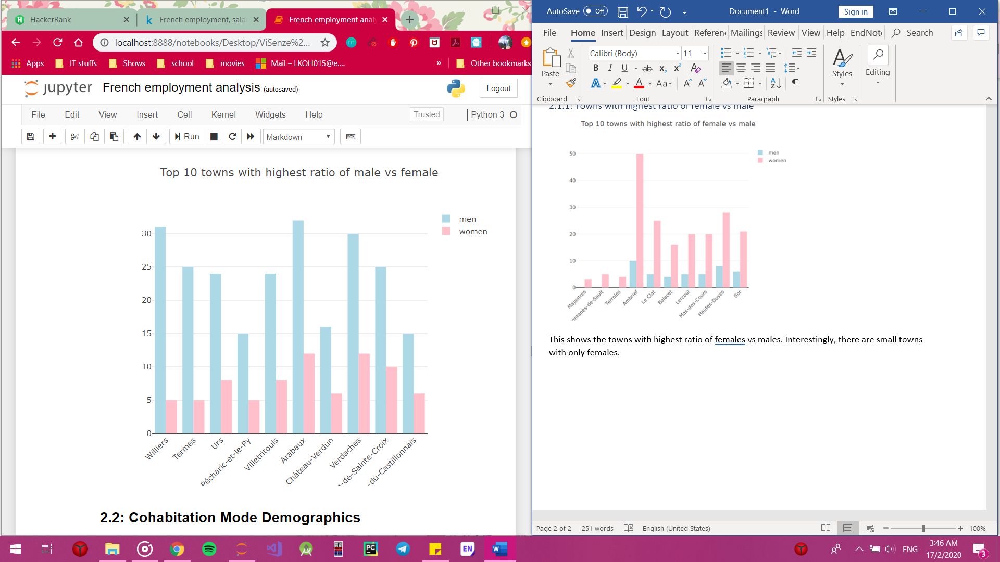 HackerRank
French employment, sala
French employment anal
localhost:8888/notebooks/Desktop/ViSenze%2...
Apps
IT stuffs
Shows
school
movies
Mail – LKOH015@e....
»
Other bookmarks
jupyter
French employment analysis (autosaved)
Logout
File Edit View Insert Cell Kernel Widgets Help
Trusted
Python 3
Run
Markdown
Top 10 towns with highest ratio of male vs female
men
women
30
25
20
15
10
5
0
Williers
Termes
Urs
Pécharic-et-le-Py
Villetritouls
Arabaux
Château-Verdun
Verdaches
-de-Sainte-Croix
-du-Castillonnais
2.2: Cohabitation Mode Demographics
AutoSave Off
Document1 - Word
Sign in
File Home Insert Design Layout Referenc Mailings Review View Help EndNote Search
Paste
Calibri (Body) 11
Styles
Editing
Clipboard
Font
Paragraph
Styles
2.1.1: Towns with highest ratio of female vs male
Top 10 towns with highest ratio of female vs male
men
women
50
40
30
20
10
0
Majastres
ontanès-de-Sault
Terroles
Ambrief
Le Clat
Balacet
Lercoul
Mas-des-Cours
Hautes-Duyes
Sor
This shows the towns with highest ratio of females vs males. Interestingly, there are small towns
with only females.
Page 2 of 2
251 words
English (United States)
100%
ENG
3:46 AM
17/2/2020
3